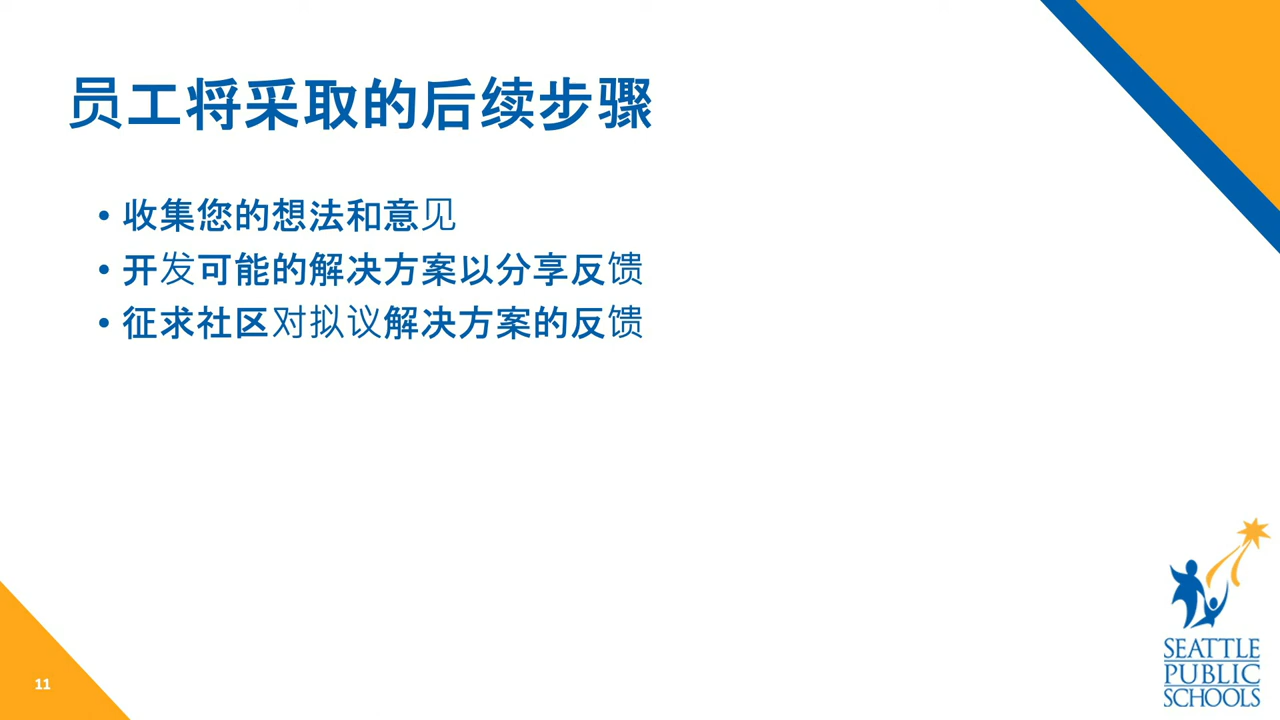 员工将采取的后续步骤
• 收集您的想法和意见
• 开发可能的解决方案以分享反馈
• 征求社区对拟议解决方案的反馈
11
SEATTLE
PUBLIC
SCHOOLS